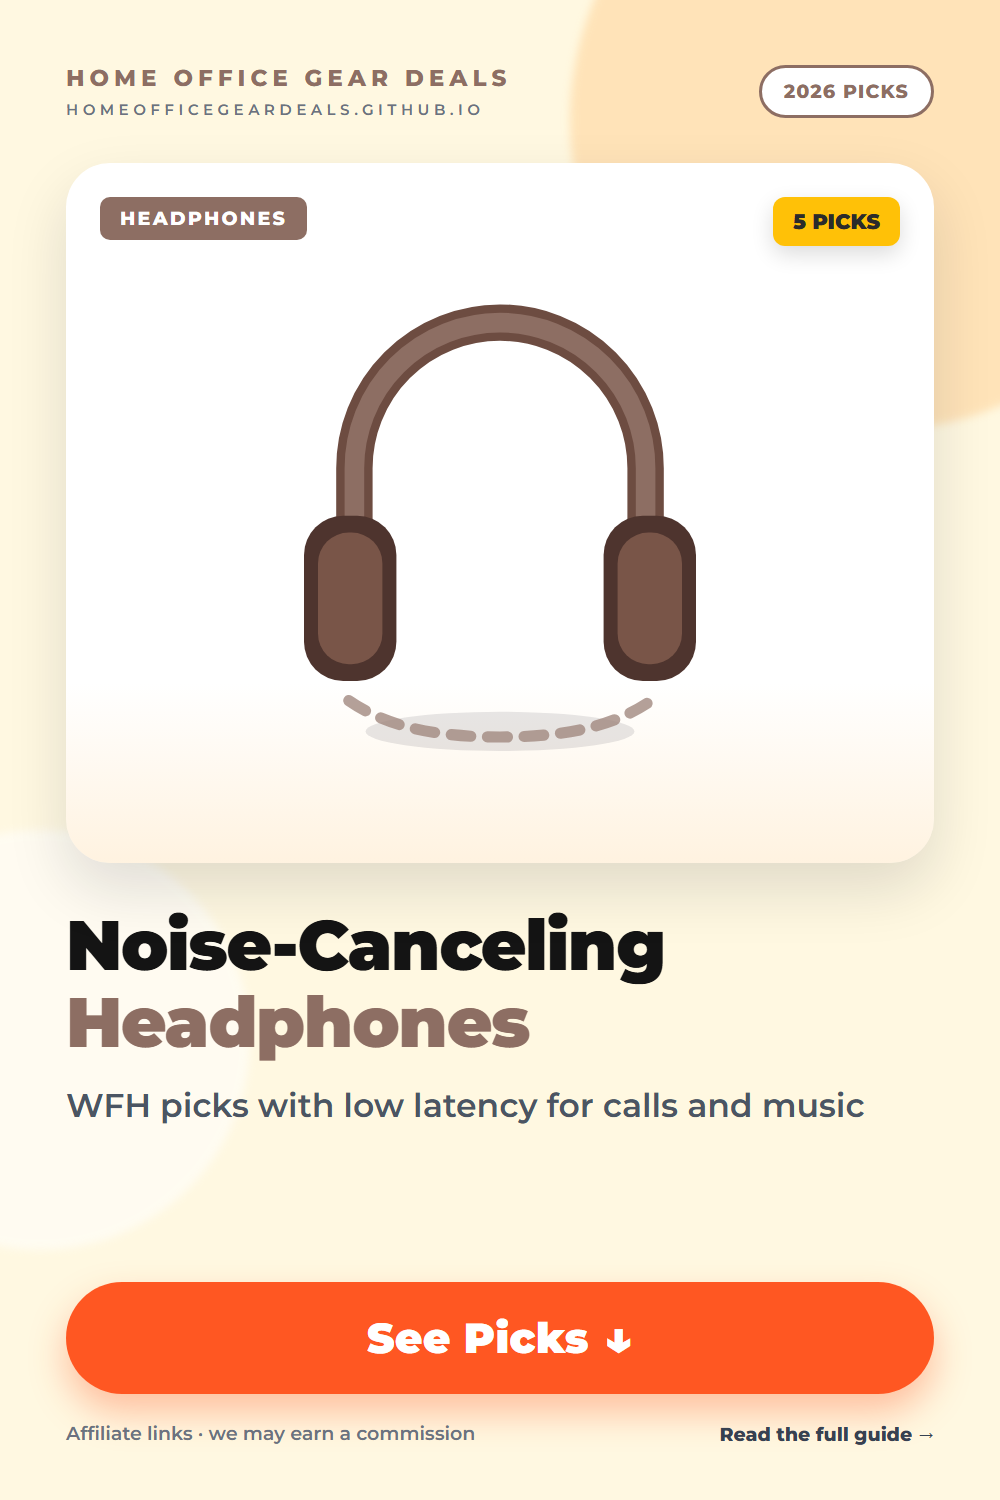 HOME OFFICE GEAR DEALS
HOMEOFFICEGEARDEALS.GITHUB.IO
2026 PICKS
HEADPHONES
5 PICKS
Noise-Canceling
Headphones
WFH picks with low latency for calls and music
See Picks ↓
Affiliate links · we may earn a commission
Read the full guide →